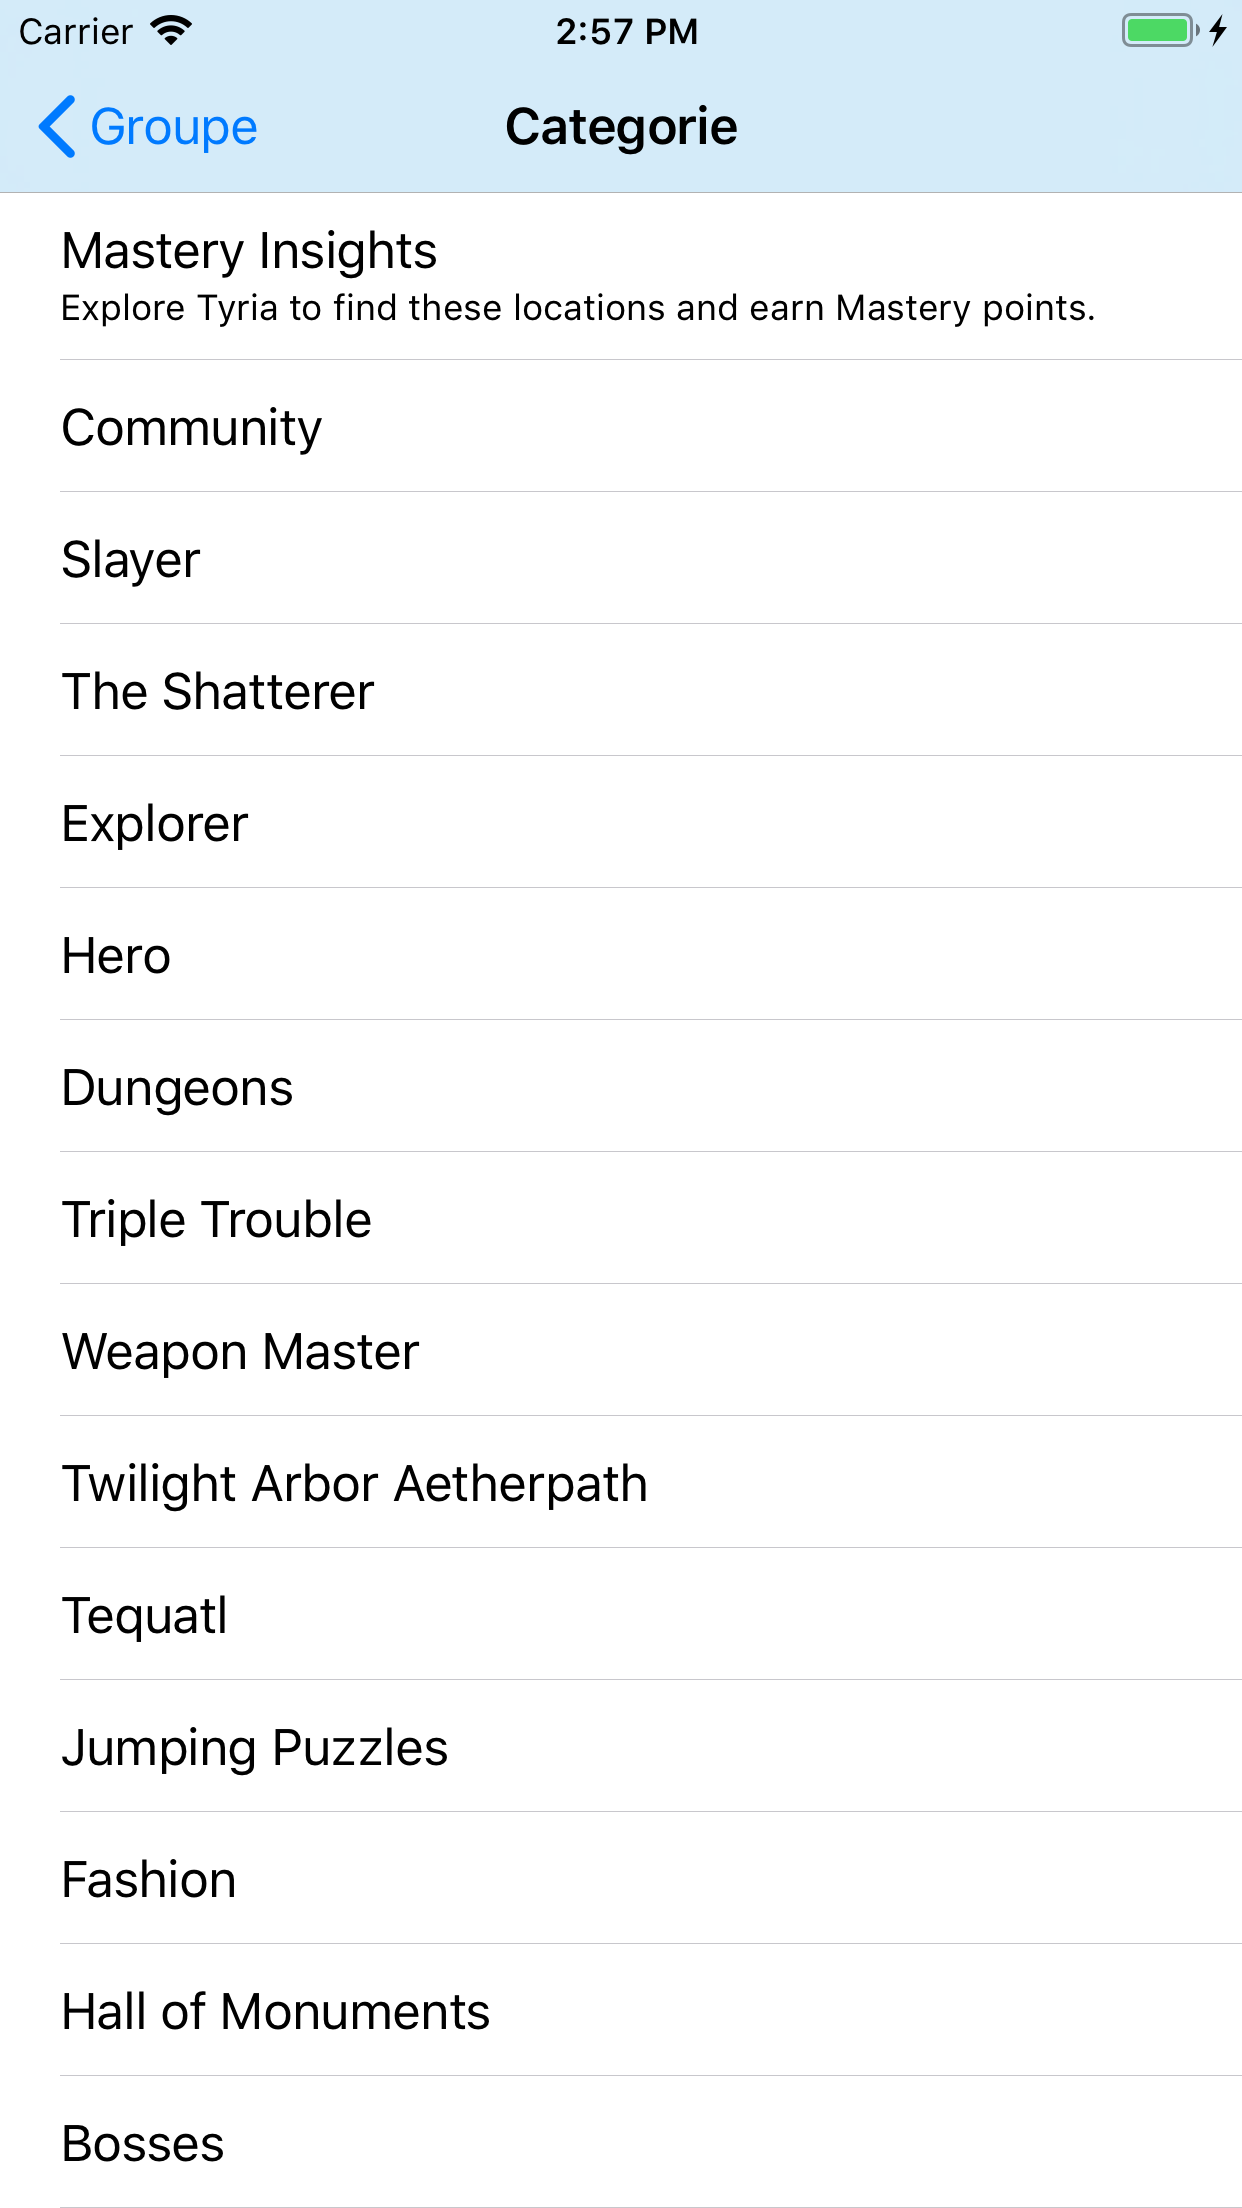 Carrier 2:57 PM
Groupe Categorie
Mastery Insights
Explore Tyria to find these locations and earn Mastery points.
Community
Slayer
The Shatterer
Explorer
Hero
Dungeons
Triple Trouble
Weapon Master
Twilight Arbor Aetherpath
Tequatl
Jumping Puzzles
Fashion
Hall of Monuments
Bosses